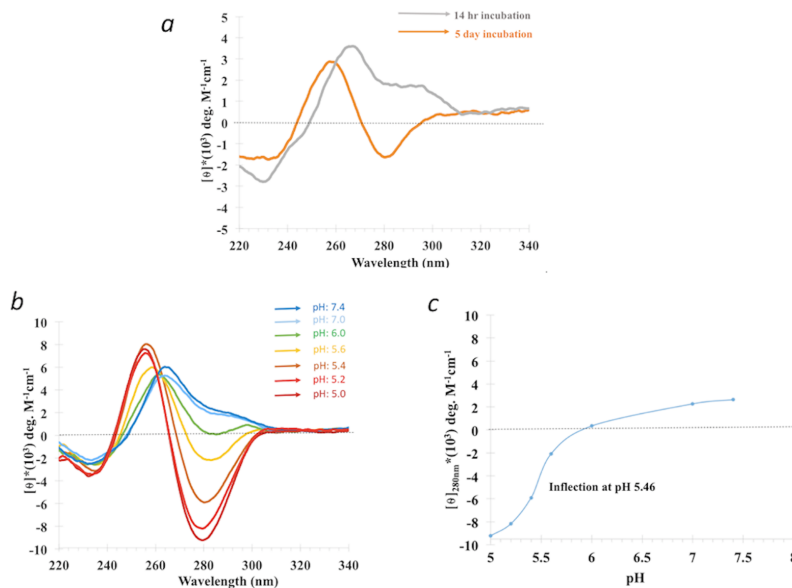 a
14 hr incubation
5 day incubation
[θ]*(10³) deg. M⁻¹cm⁻¹
5
4
3
2
1
0
-1
-2
-3
-4
-5
220 240 260 280 300 320 340
Wavelength (nm)
b
pH: 7.4
pH: 7.0
pH: 6.0
pH: 5.6
pH: 5.4
pH: 5.2
pH: 5.0
[θ]*(10³) deg. M⁻¹cm⁻¹
10
8
6
4
2
0
-2
-4
-6
-8
-10
220 240 260 280 300 320 340
Wavelength (nm)
c
[θ]₂₈₀nm*(10³) deg. M⁻¹cm⁻¹
10
8
6
4
2
0
-2
-4
-6
-8
-10
Inflection at pH 5.46
5 5.5 6 6.5 7 7.5 8
pH